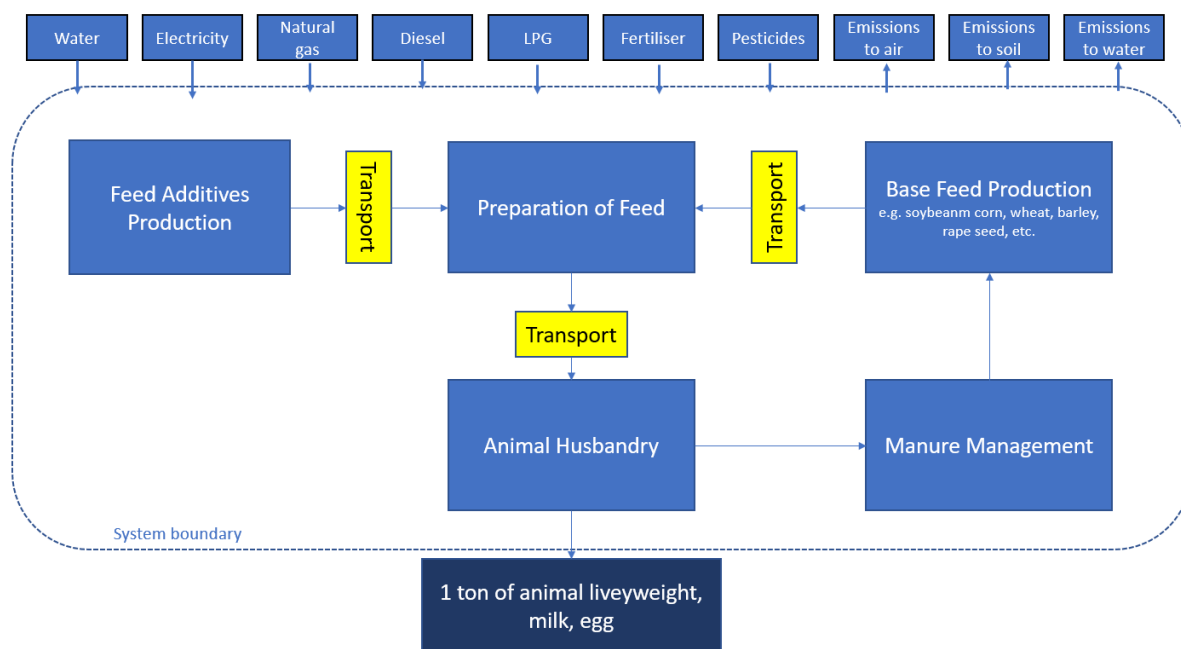 Water
Electricity
Natural
gas
Diesel
LPG
Fertiliser
Pesticides
Emissions
to air
Emissions
to soil
Emissions
to water
Feed Additives
Production
Transport
Preparation of Feed
Transport
Base Feed Production
e.g. soybeanm corn, wheat, barley,
rape seed, etc.
Transport
Animal Husbandry
Manure Management
System boundary
1 ton of animal liveyweight,
milk, egg